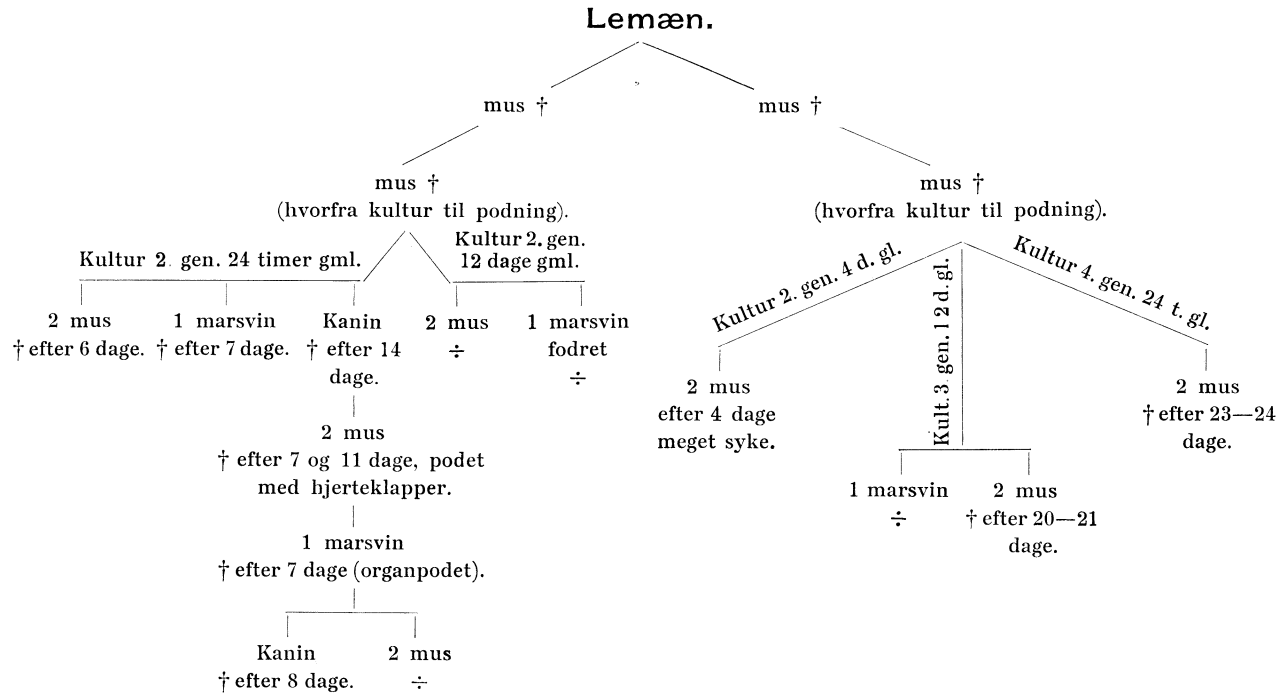 Lemæn.
mus †
mus †
mus †
(hvorfra kultur til podning).
mus †
(hvorfra kultur til podning).
Kultur 2. gen. 24 timer gml.
Kultur 2. gen.
12 dage gml.
2 mus
† efter 6 dage.
1 marsvin
† efter 7 dage.
Kanin
† efter 14
dage.
2 mus
÷
1 marsvin
fodret
÷
2 mus
† efter 7 og 11 dage, podet
med hjerteklapper.
1 marsvin
† efter 7 dage (organpodet).
Kanin
† efter 8 dage.
2 mus
÷
Kultur 2. gen. 4 d. gl.
Kult. 3. gen. 12 d. gl.
Kultur 4. gen. 24 t. gl.
2 mus
efter 4 dage
meget syke.
1 marsvin
÷
2 mus
† efter 20—21
dage.
2 mus
† efter 23—24
dage.